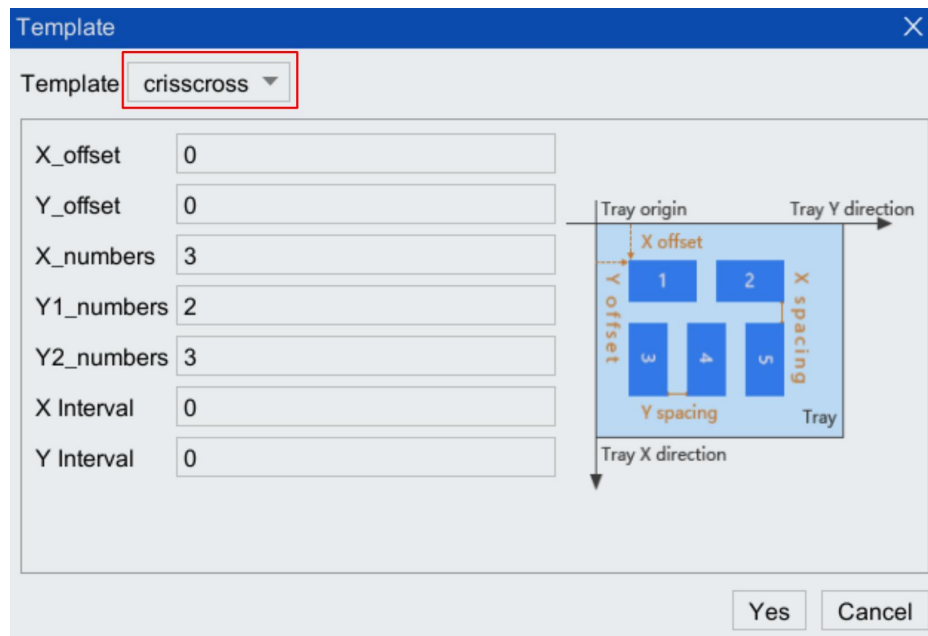 Template
Template crisscross
X_offset 0
Y_offset 0
X_numbers 3
Y1_numbers 2
Y2_numbers 3
X Interval 0
Y Interval 0
Tray origin
Tray Y direction
X offset
Y offset
1
2
X spacing
3
4
5
Y spacing
Tray
Tray X direction
Yes
Cancel